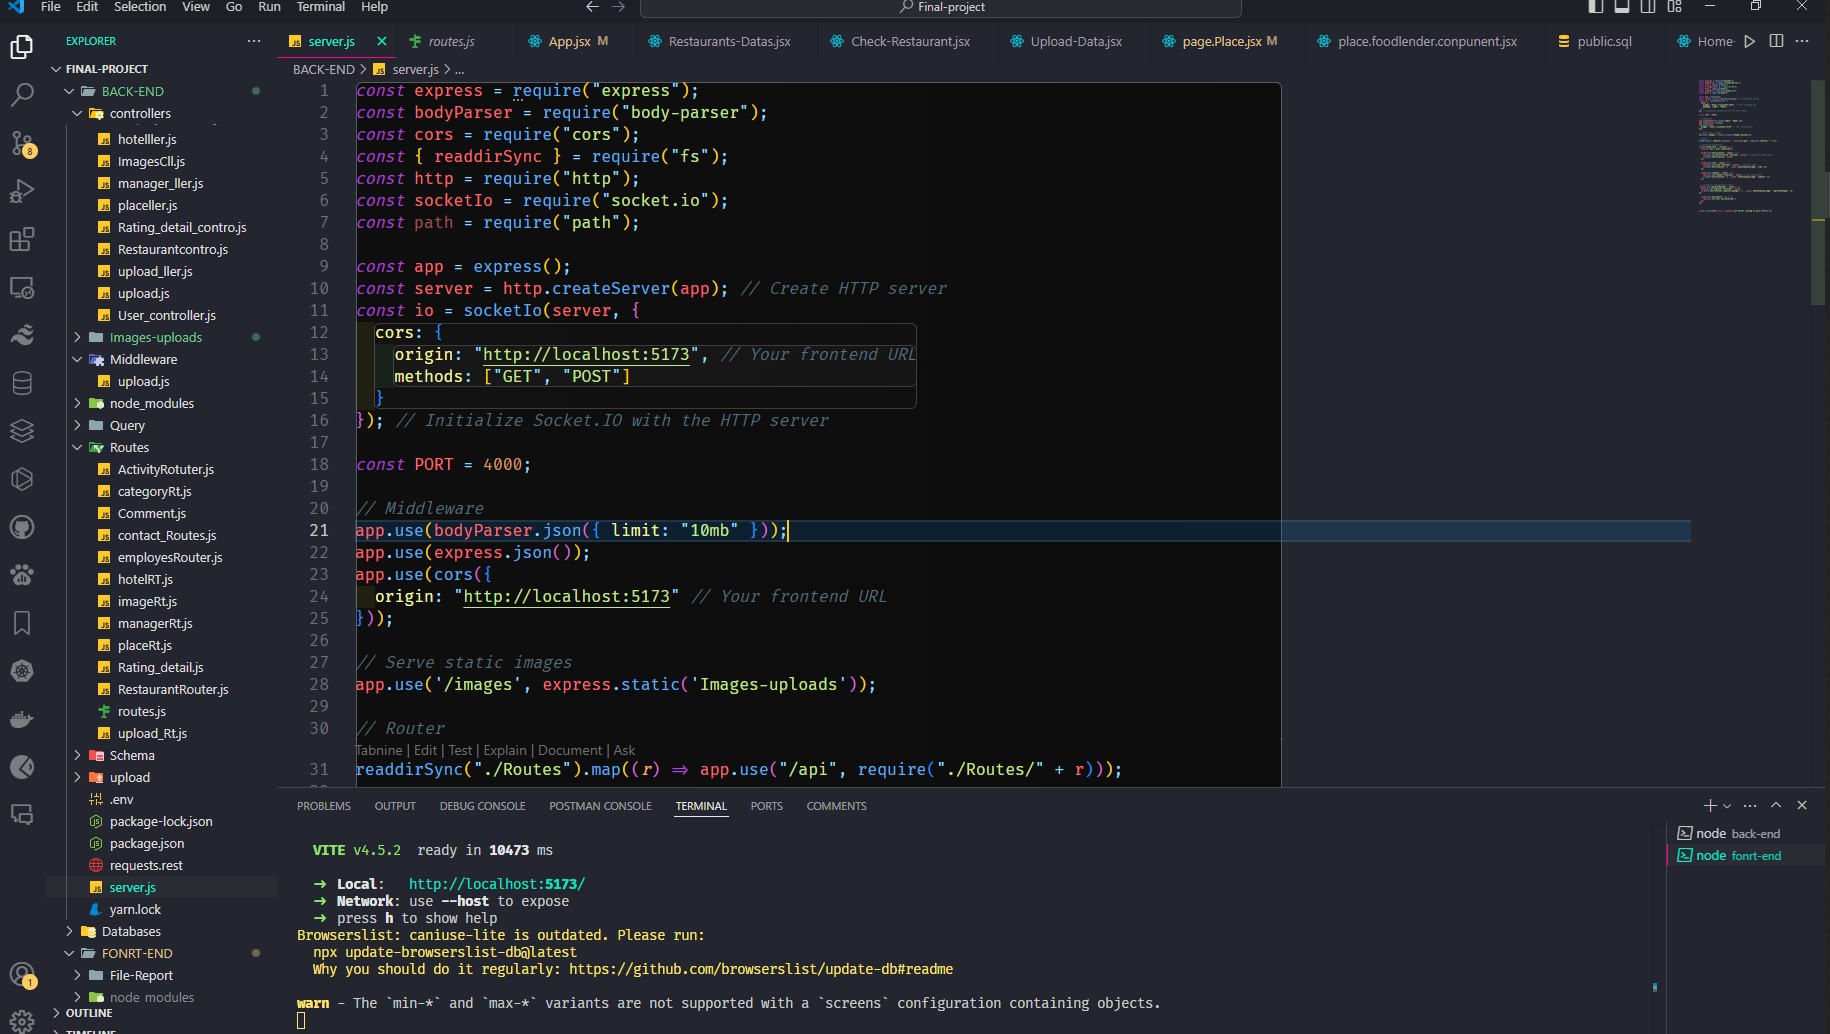 File Edit Selection View Go Run Terminal Help
Final-project
EXPLORER
server.js
routes.js
App.jsx M
Restaurants-Datas.jsx
Check-Restaurant.jsx
Upload-Data.jsx
page.Place.jsx M
place.foodlender.conpunent.jsx
public.sql
Home
BACK-END > server.js > ...
FINAL-PROJECT
BACK-END
controllers
hotelller.js
ImagesCll.js
manager_ller.js
placeller.js
Rating_detail_contro.js
Restaurantcontro.js
upload_ller.js
upload.js
User_controller.js
Images-uploads
Middleware
upload.js
node_modules
Query
Routes
ActivityRotuter.js
categoryRt.js
Comment.js
contact_Routes.js
employesRouter.js
hotelRT.js
imageRt.js
managerRt.js
placeRt.js
Rating_detail.js
RestaurantRouter.js
routes.js
upload_Rt.js
Schema
upload
.env
package-lock.json
package.json
requests.rest
server.js
yarn.lock
Databases
FONRT-END
File-Report
node modules
OUTLINE
TIMELINE
8
1
1 const express = require("express");
2 const bodyParser = require("body-parser");
3 const cors = require("cors");
4 const { readdirSync } = require("fs");
5 const http = require("http");
6 const socketIo = require("socket.io");
7 const path = require("path");
8
9 const app = express();
10 const server = http.createServer(app); // Create HTTP server
11 const io = socketIo(server, {
12 cors: {
13 origin: "http://localhost:5173", // Your frontend URL
14 methods: ["GET", "POST"]
15 }
16 }); // Initialize Socket.IO with the HTTP server
17
18 const PORT = 4000;
19
20 // Middleware
21 app.use(bodyParser.json({ limit: "10mb" }));
22 app.use(express.json());
23 app.use(cors({
24 origin: "http://localhost:5173" // Your frontend URL
25 }));
26
27 // Serve static images
28 app.use('/images', express.static('Images-uploads'));
29
30 // Router
Tabnine | Edit | Test | Explain | Document | Ask
31 readdirSync("./Routes").map((r) => app.use("/api", require("./Routes/" + r)));
PROBLEMS OUTPUT DEBUG CONSOLE POSTMAN CONSOLE TERMINAL PORTS COMMENTS
VITE v4.5.2 ready in 10473 ms
➜ Local: http://localhost:5173/
➜ Network: use --host to expose
➜ press h to show help
Browserslist: caniuse-lite is outdated. Please run:
npx update-browserslist-db@latest
Why you should do it regularly: https://github.com/browserslist/update-db#readme
warn - The `min-*` and `max-*` variants are not supported with a `screens` configuration containing objects.
node back-end
node fonrt-end